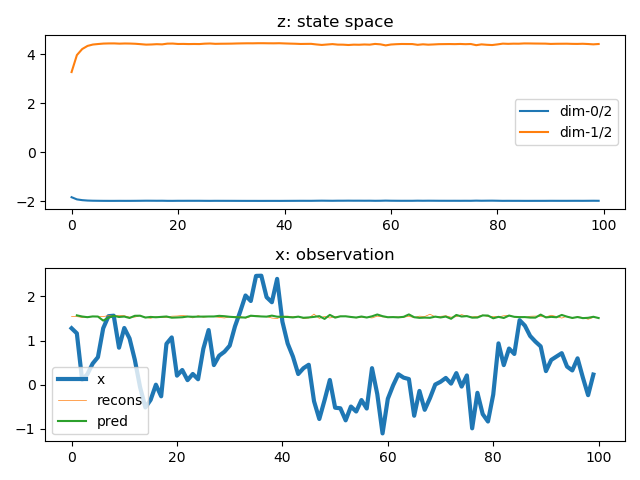 z: state space
4
2
0
−2
dim-0/2
dim-1/2
0 20 40 60 80 100
x: observation
2
1
0
−1
x
recons
pred
0 20 40 60 80 100